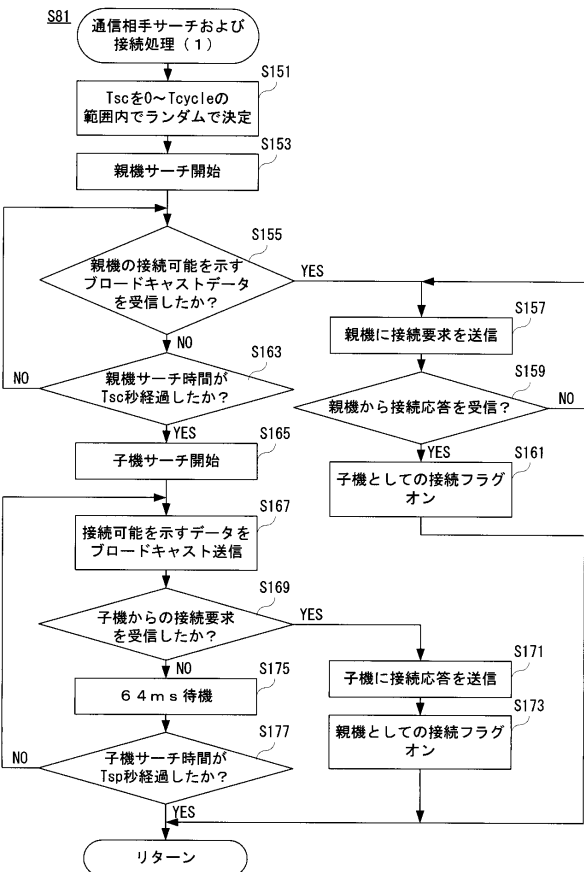 S81
通信相手サーチおよび
接続処理（１）
S151
Tscを0～Tcycleの
範囲内でランダムで決定
S153
親機サーチ開始
S155
親機の接続可能を示す
ブロードキャストデータ
を受信したか？
YES
NO
S157
親機に接続要求を送信
S159
親機から接続応答を受信？
NO
YES
S161
子機としての接続フラグ
オン
S163
親機サーチ時間が
Tsc秒経過したか？
NO
YES
S165
子機サーチ開始
S167
接続可能を示すデータを
ブロードキャスト送信
S169
子機からの接続要求
を受信したか？
YES
NO
S171
子機に接続応答を送信
S173
親機としての接続フラグ
オン
S175
６４ｍｓ待機
S177
子機サーチ時間が
Tsp秒経過したか？
NO
YES
リターン